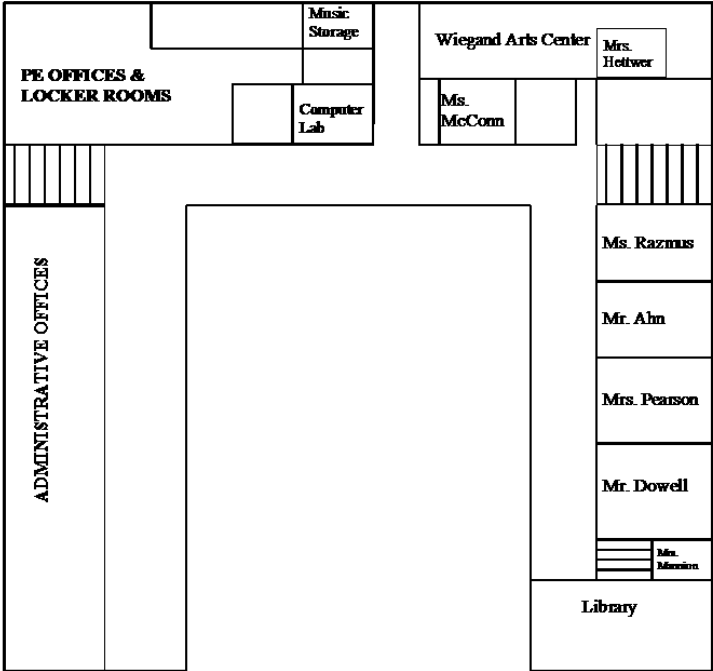 Music
Storage
Wiegand Arts Center
Mrs.
Hettwer
PE OFFICES &
LOCKER ROOMS
Computer
Lab
Ms.
McConn
Ms. Razmus
Mr. Ahn
Mrs. Pearson
Mr. Dowell
ADMINISTRATIVE OFFICES
Library